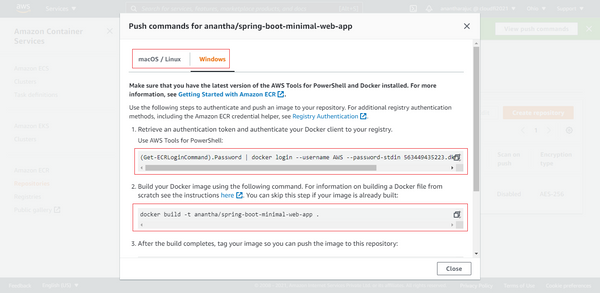 Push commands for anantha/spring-boot-minimal-web-app
aws
Services
Amazon Container
Services
macOS / Linux
Windows
Make sure that you have the latest version of the AWS Tools for PowerShell and Docker installed. For more
information, see Getting Started with Amazon ECR.
Use the following steps to authenticate and push an image to your repository. For additional registry authentication
methods, including the Amazon ECR credential helper, see Registry Authentication.
1. Retrieve an authentication token and authenticate your Docker client to your registry.
Use AWS Tools for PowerShell:
(Get-ECRLoginCommand).Password | docker login --username AWS --password-stdin 563449435223.dk
2. Build your Docker image using the following command. For information on building a Docker file from
scratch see the instructions here. You can skip this step if your image is already built:
docker build -t anantha/spring-boot-minimal-web-app .
3. After the build completes, tag your image so you can push the image to this repository:
Close